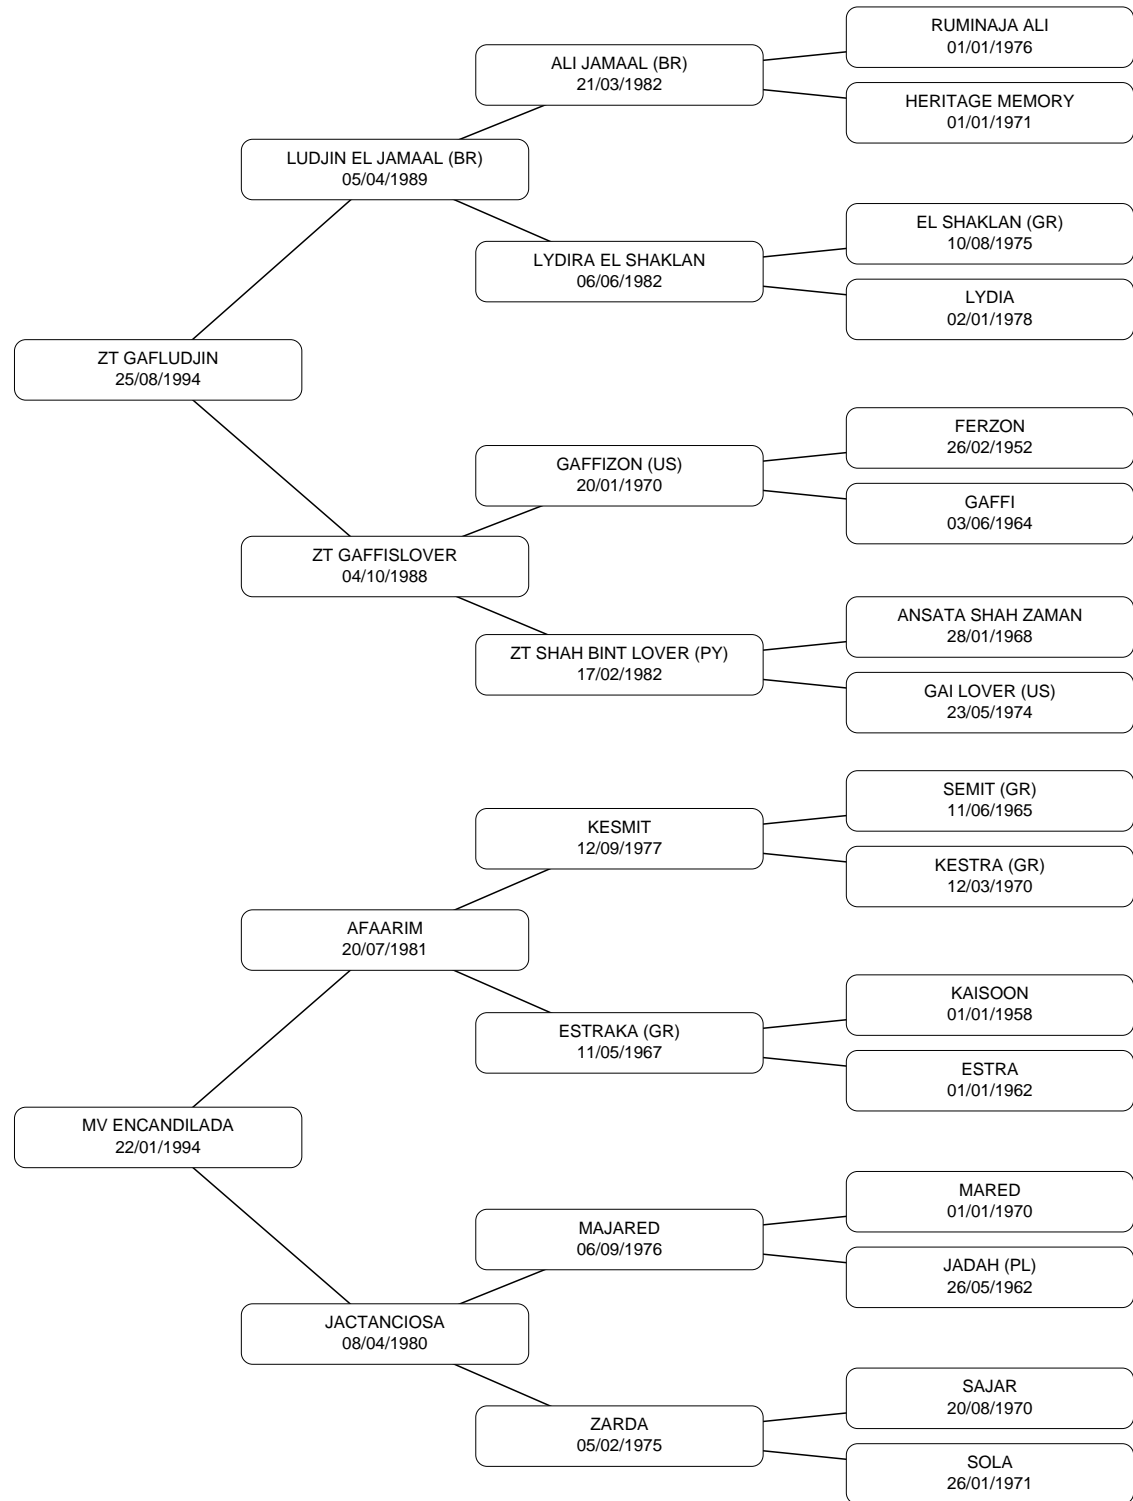 RUMINAJA ALI
01/01/1976
ALI JAMAAL (BR)
21/03/1982
HERITAGE MEMORY
01/01/1971
LUDJIN EL JAMAAL (BR)
05/04/1989
EL SHAKLAN (GR)
10/08/1975
LYDIRA EL SHAKLAN
06/06/1982
LYDIA
02/01/1978
ZT GAFLUDJIN
25/08/1994
FERZON
26/02/1952
GAFFIZON (US)
20/01/1970
GAFFI
03/06/1964
ZT GAFFISLOVER
04/10/1988
ANSATA SHAH ZAMAN
28/01/1968
ZT SHAH BINT LOVER (PY)
17/02/1982
GAI LOVER (US)
23/05/1974
SEMIT (GR)
11/06/1965
KESMIT
12/09/1977
KESTRA (GR)
12/03/1970
AFAARIM
20/07/1981
KAISOON
01/01/1958
ESTRAKA (GR)
11/05/1967
ESTRA
01/01/1962
MV ENCANDILADA
22/01/1994
MARED
01/01/1970
MAJARED
06/09/1976
JADAH (PL)
26/05/1962
JACTANCIOSA
08/04/1980
SAJAR
20/08/1970
ZARDA
05/02/1975
SOLA
26/01/1971